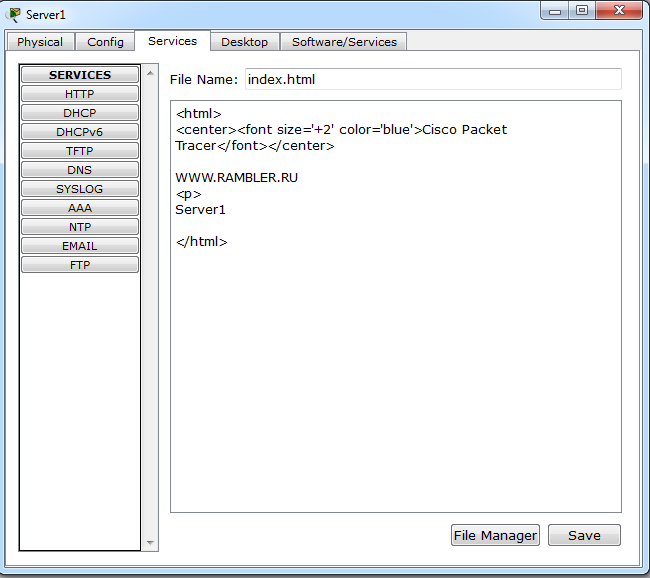 Server1
Physical
Config
Services
Desktop
Software/Services
SERVICES
HTTP
DHCP
DHCPv6
TFTP
DNS
SYSLOG
AAA
NTP
EMAIL
FTP
File Name: index.html
<html>
<center><font size='+2' color='blue'>Cisco Packet
Tracer</font></center>
WWW.RAMBLER.RU
<p>
Server1
</html>
File Manager
Save